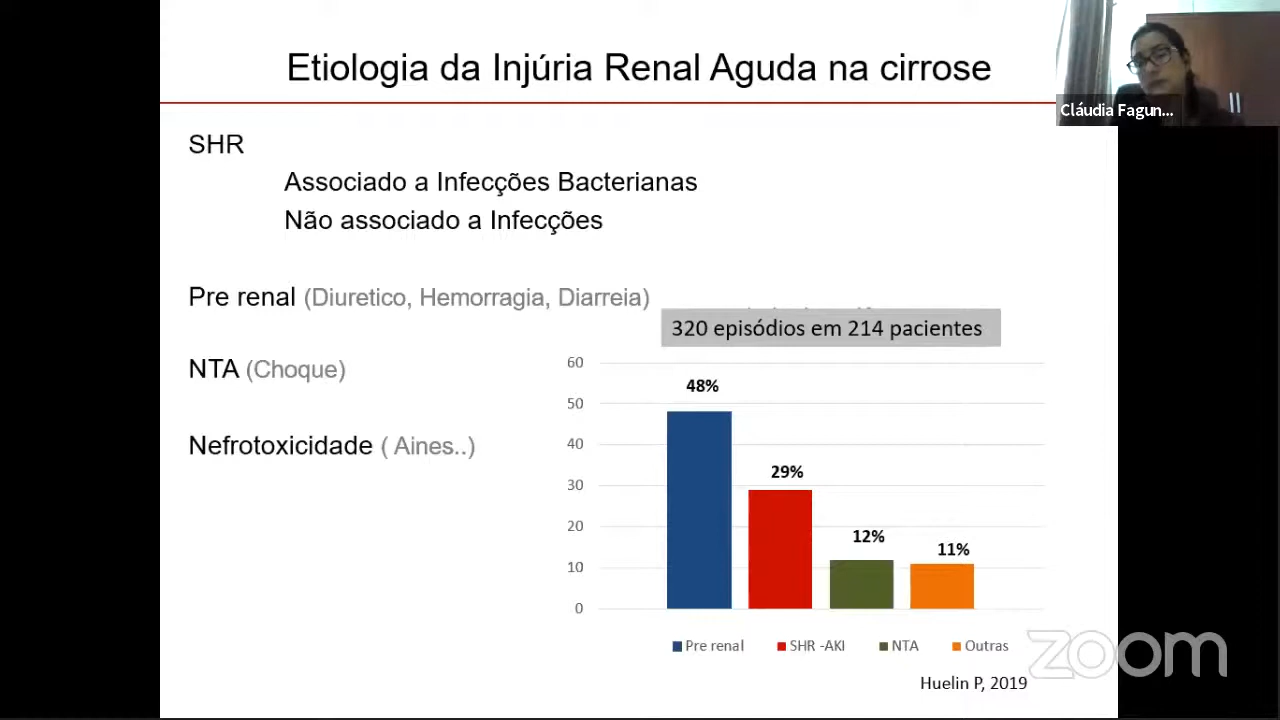 Etiologia da Injúria Renal Aguda na cirrose
Cláudia Fagun...
SHR
Associado a Infecções Bacterianas
Não associado a Infecções
Pre renal (Diuretico, Hemorragia, Diarreia)
NTA (Choque)
Nefrotoxicidade ( Aines..)
320 episódios em 214 pacientes
60
50
40
30
20
10
0
48%
29%
12%
11%
Pre renal SHR -AKI NTA Outras
zoom
Huelin P, 2019